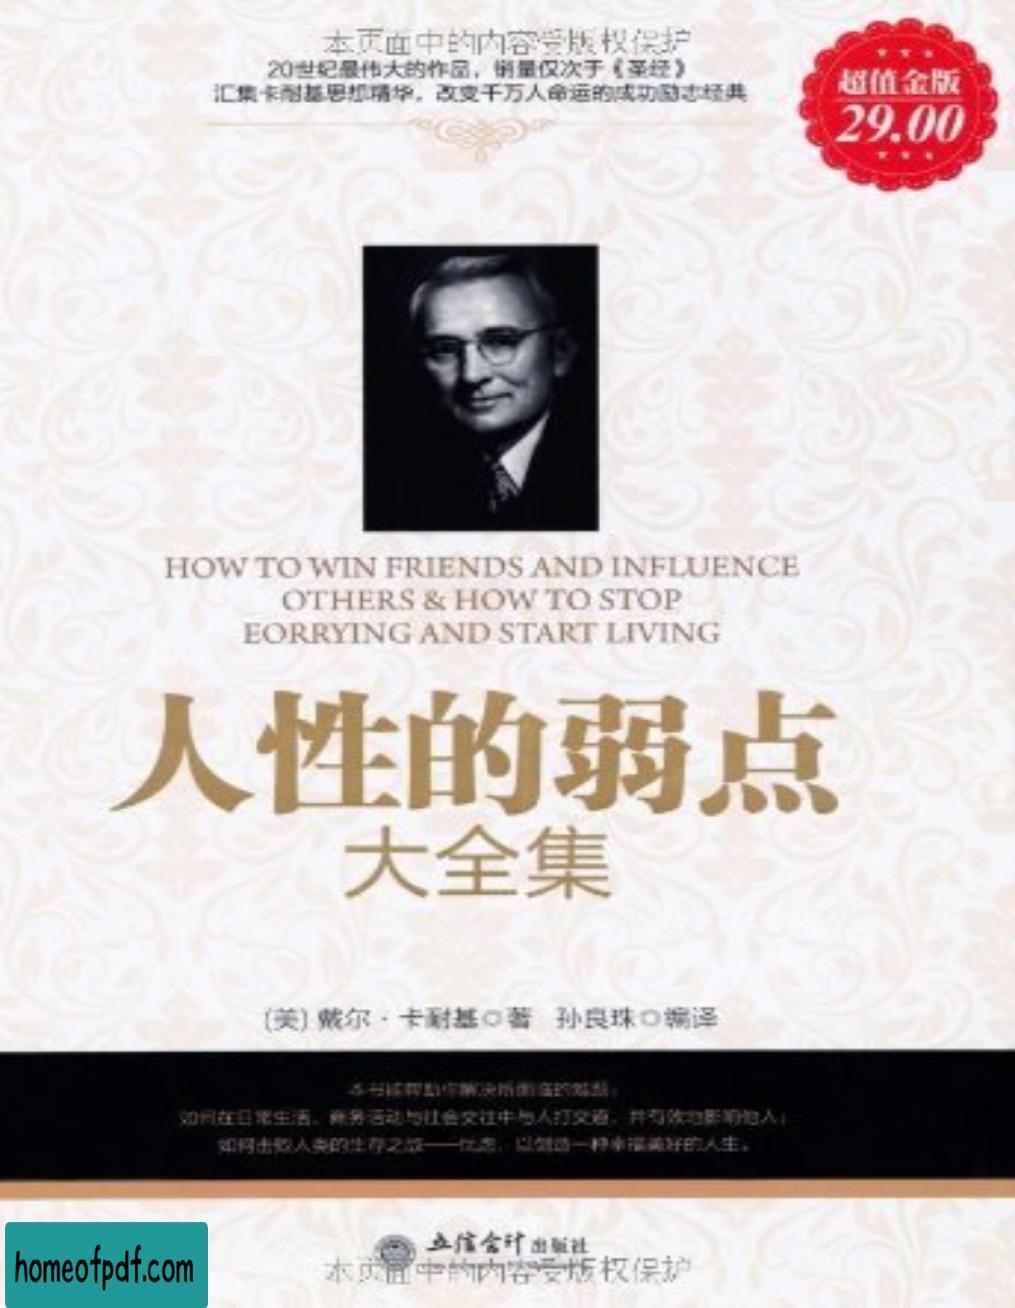 本页面中的内容受版权保护
20世纪最伟大的作品，销量仅次于《圣经》
汇集卡耐基思想精华，改变千万人命运的成功励志经典
超值金版
29.00
HOW TO WIN FRIENDS AND INFLUENCE
OTHERS & HOW TO STOP
EORRYING AND START LIVING
人性的弱点
大全集
(美) 戴尔·卡耐基◎著 孙良珠◎编译
本书能帮助你解决所面临的难题：
如何在日常生活、商务活动与社会交往中与人打交道，并有效地影响他人；
如何击败人类的生存之敌——忧虑，以创造一种幸福美好的人生。
立信会计出版社
本页面中的内容受版权保护
homeofpdf.com